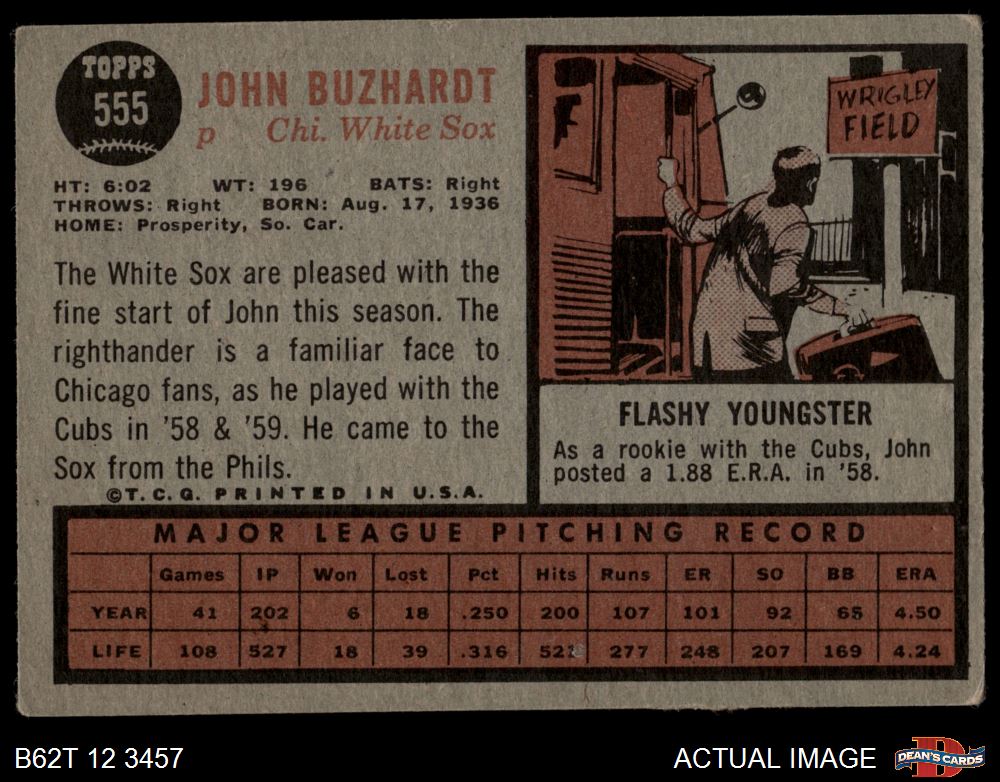 TOPPS
555
JOHN BUZHARDT
p Chi. White Sox
HT: 6:02 WT: 196 BATS: Right
THROWS: Right BORN: Aug. 17, 1936
HOME: Prosperity, So. Car.
The White Sox are pleased with the
fine start of John this season. The
righthander is a familiar face to
Chicago fans, as he played with the
Cubs in '58 & '59. He came to the
Sox from the Phils.
©T. C. G. PRINTED IN U.S.A.
WRIGLEY
FIELD
FLASHY YOUNGSTER
As a rookie with the Cubs, John
posted a 1.88 E.R.A. in '58.
MAJOR LEAGUE PITCHING RECORD
Games IP Won Lost Pct Hits Runs ER SO BB ERA
YEAR 41 202 6 18 .250 200 107 101 92 65 4.50
LIFE 108 527 18 39 .316 277 248 207 169 4.24
B62T 12 3457
ACTUAL IMAGE
D
DEAN'S CARDS